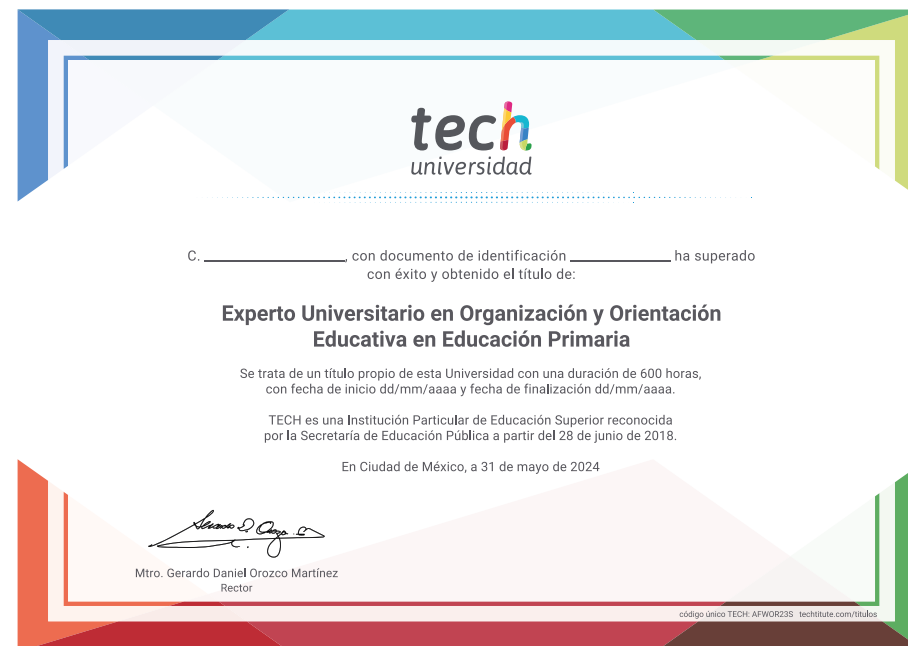 tech
universidad
C. ____________, con documento de identificación ____________ ha superado
con éxito y obtenido el título de:
Experto Universitario en Organización y Orientación
Educativa en Educación Primaria
Se trata de un título propio de esta Universidad con una duración de 600 horas,
con fecha de inicio dd/mm/aaaa y fecha de finalización dd/mm/aaaa.
TECH es una Institución Particular de Educación Superior reconocida
por la Secretaría de Educación Pública a partir del 28 de junio de 2018.
En Ciudad de México, a 31 de mayo de 2024
Mtro. Gerardo Daniel Orozco Martínez
Rector
código único TECH: AFWOR23S techtitute.com/titulos